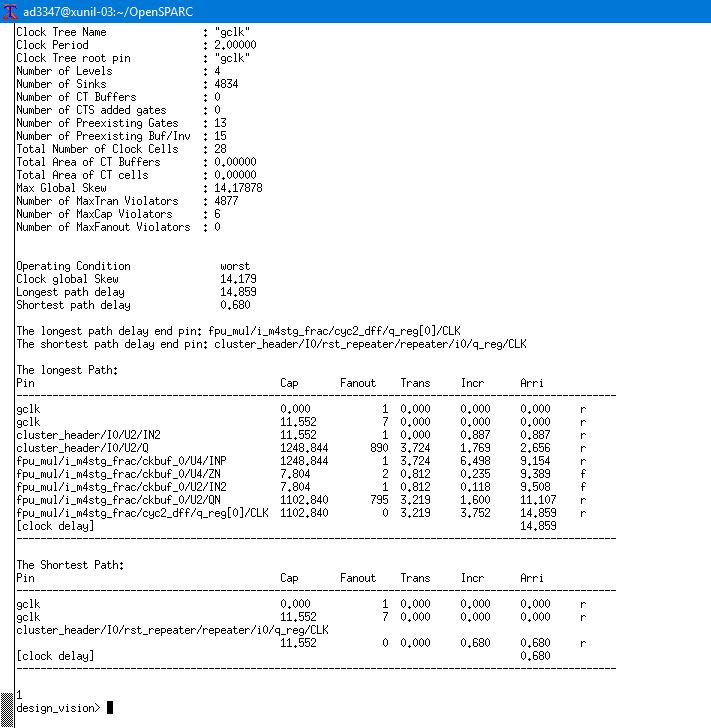 ad3347@xunil-03:~/OpenSPARC
Clock Tree Name : "gclk"
Clock Period : 2.00000
Clock Tree root pin : "gclk"
Number of Levels : 4
Number of Sinks : 4834
Number of CT Buffers : 0
Number of CTS added gates : 0
Number of Preexisting Gates : 13
Number of Preexisting Buf/Inv : 15
Total Number of Clock Cells : 28
Total Area of CT Buffers : 0.00000
Total Area of CT cells : 0.00000
Max Global Skew : 14.17878
Number of MaxTran Violators : 4877
Number of MaxCap Violators : 6
Number of MaxFanout Violators : 0
Operating Condition worst
Clock global Skew 14.179
Longest path delay 14.859
Shortest path delay 0.680
The longest path delay end pin: fpu_mul/i_m4stg_frac/cyc2_dff/q_reg[0]/CLK
The shortest path delay end pin: cluster_header/I0/rst_repeater/repeater/i0/q_reg/CLK
The longest Path:
Pin Cap Fanout Trans Incr Arri
--------------------------------------------------------------------------------
gclk 0.000 1 0.000 0.000 0.000 r
gclk 11.552 7 0.000 0.000 0.000 r
cluster_header/I0/U2/IN2 11.552 1 0.000 0.887 0.887 r
cluster_header/I0/U2/Q 1248.844 890 3.724 1.769 2.656 r
fpu_mul/i_m4stg_frac/ckbuf_0/U4/INP 1248.844 1 3.724 6.498 9.154 r
fpu_mul/i_m4stg_frac/ckbuf_0/U4/ZN 7.804 2 0.812 0.235 9.389 f
fpu_mul/i_m4stg_frac/ckbuf_0/U2/IN2 7.804 1 0.812 0.118 9.508 f
fpu_mul/i_m4stg_frac/ckbuf_0/U2/QN 1102.840 795 3.219 1.600 11.107 r
fpu_mul/i_m4stg_frac/cyc2_dff/q_reg[0]/CLK 1102.840 0 3.219 3.752 14.859 r
[clock delay] 14.859
--------------------------------------------------------------------------------
The Shortest Path:
Pin Cap Fanout Trans Incr Arri
--------------------------------------------------------------------------------
gclk 0.000 1 0.000 0.000 0.000 r
gclk 11.552 7 0.000 0.000 0.000 r
cluster_header/I0/rst_repeater/repeater/i0/q_reg/CLK
11.552 0 0.000 0.680 0.680 r
[clock delay] 0.680
--------------------------------------------------------------------------------
1
design_vision>